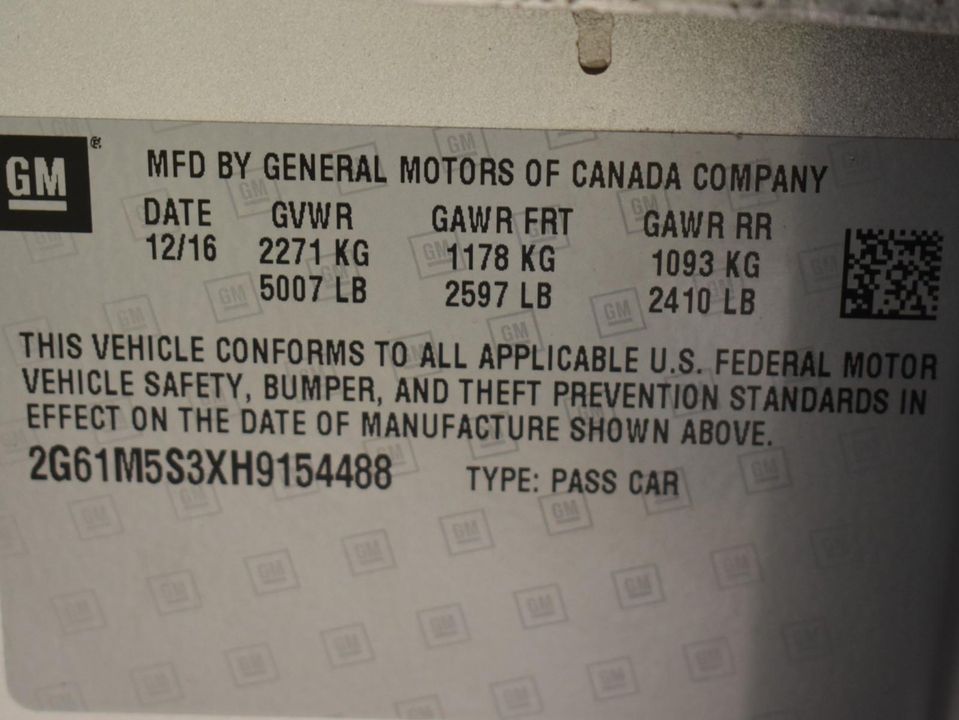 GM
MFD BY GENERAL MOTORS OF CANADA COMPANY
DATE GVWR GAWR FRT GAWR RR
12/16 2271 KG 1178 KG 1093 KG
5007 LB 2597 LB 2410 LB
THIS VEHICLE CONFORMS TO ALL APPLICABLE U.S. FEDERAL MOTOR
VEHICLE SAFETY, BUMPER, AND THEFT PREVENTION STANDARDS IN
EFFECT ON THE DATE OF MANUFACTURE SHOWN ABOVE.
2G61M5S3XH9154488 TYPE: PASS CAR